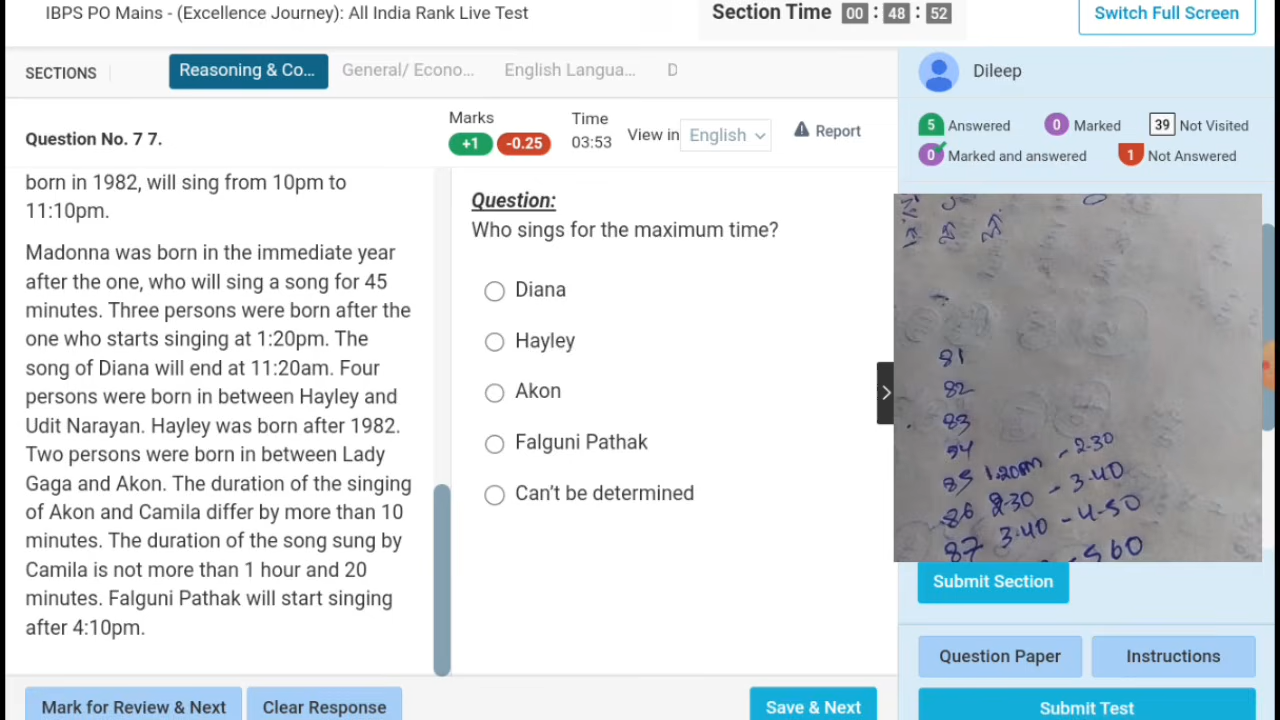 IBPS PO Mains - (Excellence Journey): All India Rank Live Test
Section Time 00 : 48 : 52
Switch Full Screen
SECTIONS
Reasoning & Co...
General/ Econo...
English Langua...
D
Dileep
Question No. 7 7.
Marks
+1 -0.25
Time
03:53
View in English
Report
5 Answered
0 Marked
39 Not Visited
0 Marked and answered
1 Not Answered
born in 1982, will sing from 10pm to
11:10pm.
Madonna was born in the immediate year
after the one, who will sing a song for 45
minutes. Three persons were born after the
one who starts singing at 1:20pm. The
song of Diana will end at 11:20am. Four
persons were born in between Hayley and
Udit Narayan. Hayley was born after 1982.
Two persons were born in between Lady
Gaga and Akon. The duration of the singing
of Akon and Camila differ by more than 10
minutes. The duration of the song sung by
Camila is not more than 1 hour and 20
minutes. Falguni Pathak will start singing
after 4:10pm.
Question:
Who sings for the maximum time?
Diana
Hayley
Akon
Falguni Pathak
Can't be determined
81
82
83
94
85 1.20pm - 2.30
86 2.30 - 3.40
87 3.40 - 4.50
- 560
Submit Section
Question Paper
Instructions
Mark for Review & Next
Clear Response
Save & Next
Submit Test